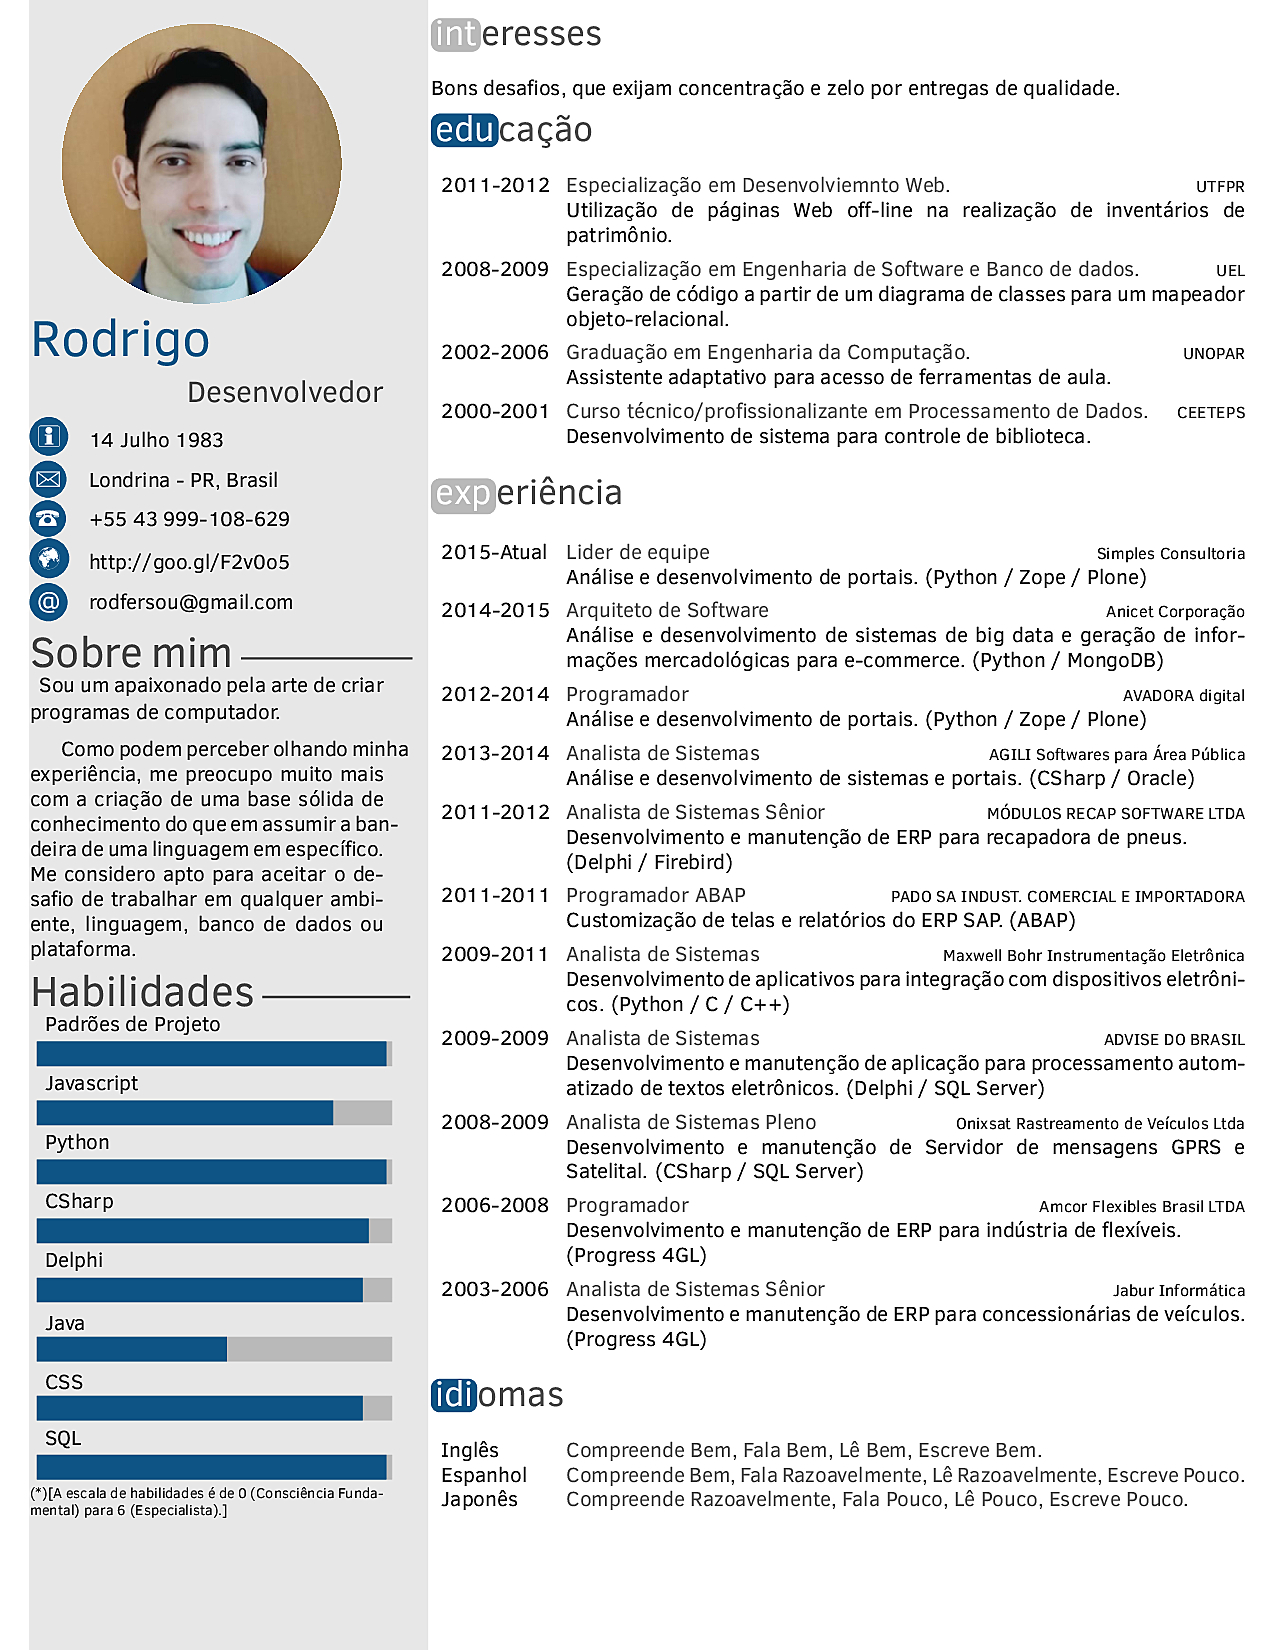 Rodrigo
Desenvolvedor
14 Julho 1983
Londrina - PR, Brasil
+55 43 999-108-629
http://goo.gl/F2v0o5
@ rodfersou@gmail.com
Sobre mim
Sou um apaixonado pela arte de criar
programas de computador.
Como podem perceber olhando minha
experiência, me preocupo muito mais
com a criação de uma base sólida de
conhecimento do que em assumir a ban-
deira de uma linguagem em específico.
Me considero apto para aceitar o de-
safio de trabalhar em qualquer ambi-
ente, linguagem, banco de dados ou
plataforma.
Habilidades
Padrões de Projeto
Javascript
Python
CSharp
Delphi
Java
CSS
SQL
(*)[A escala de habilidades é de 0 (Consciência Funda-
mental) para 6 (Especialista).]
interesses
Bons desafios, que exijam concentração e zelo por entregas de qualidade.
educação
2011-2012 Especialização em Desenvolviemnto Web. UTFPR
Utilização de páginas Web off-line na realização de inventários de
patrimônio.
2008-2009 Especialização em Engenharia de Software e Banco de dados. UEL
Geração de código a partir de um diagrama de classes para um mapeador
objeto-relacional.
2002-2006 Graduação em Engenharia da Computação. UNOPAR
Assistente adaptativo para acesso de ferramentas de aula.
2000-2001 Curso técnico/profissionalizante em Processamento de Dados. CEETEPS
Desenvolvimento de sistema para controle de biblioteca.
experiência
2015-Atual Lider de equipe Simples Consultoria
Análise e desenvolvimento de portais. (Python / Zope / Plone)
2014-2015 Arquiteto de Software Anicet Corporação
Análise e desenvolvimento de sistemas de big data e geração de infor-
mações mercadológicas para e-commerce. (Python / MongoDB)
2012-2014 Programador AVADORA digital
Análise e desenvolvimento de portais. (Python / Zope / Plone)
2013-2014 Analista de Sistemas AGILI Softwares para Área Pública
Análise e desenvolvimento de sistemas e portais. (CSharp / Oracle)
2011-2012 Analista de Sistemas Sênior MÓDULOS RECAP SOFTWARE LTDA
Desenvolvimento e manutenção de ERP para recapadora de pneus.
(Delphi / Firebird)
2011-2011 Programador ABAP PADO SA INDUST. COMERCIAL E IMPORTADORA
Customização de telas e relatórios do ERP SAP. (ABAP)
2009-2011 Analista de Sistemas Maxwell Bohr Instrumentação Eletrônica
Desenvolvimento de aplicativos para integração com dispositivos eletrôni-
cos. (Python / C / C++)
2009-2009 Analista de Sistemas ADVISE DO BRASIL
Desenvolvimento e manutenção de aplicação para processamento autom-
atizado de textos eletrônicos. (Delphi / SQL Server)
2008-2009 Analista de Sistemas Pleno Onixsat Rastreamento de Veículos Ltda
Desenvolvimento e manutenção de Servidor de mensagens GPRS e
Satelital. (CSharp / SQL Server)
2006-2008 Programador Amcor Flexibles Brasil LTDA
Desenvolvimento e manutenção de ERP para indústria de flexíveis.
(Progress 4GL)
2003-2006 Analista de Sistemas Sênior Jabur Informática
Desenvolvimento e manutenção de ERP para concessionárias de veículos.
(Progress 4GL)
idiomas
Inglês Compreende Bem, Fala Bem, Lê Bem, Escreve Bem.
Espanhol Compreende Bem, Fala Razoavelmente, Lê Razoavelmente, Escreve Pouco.
Japonês Compreende Razoavelmente, Fala Pouco, Lê Pouco, Escreve Pouco.